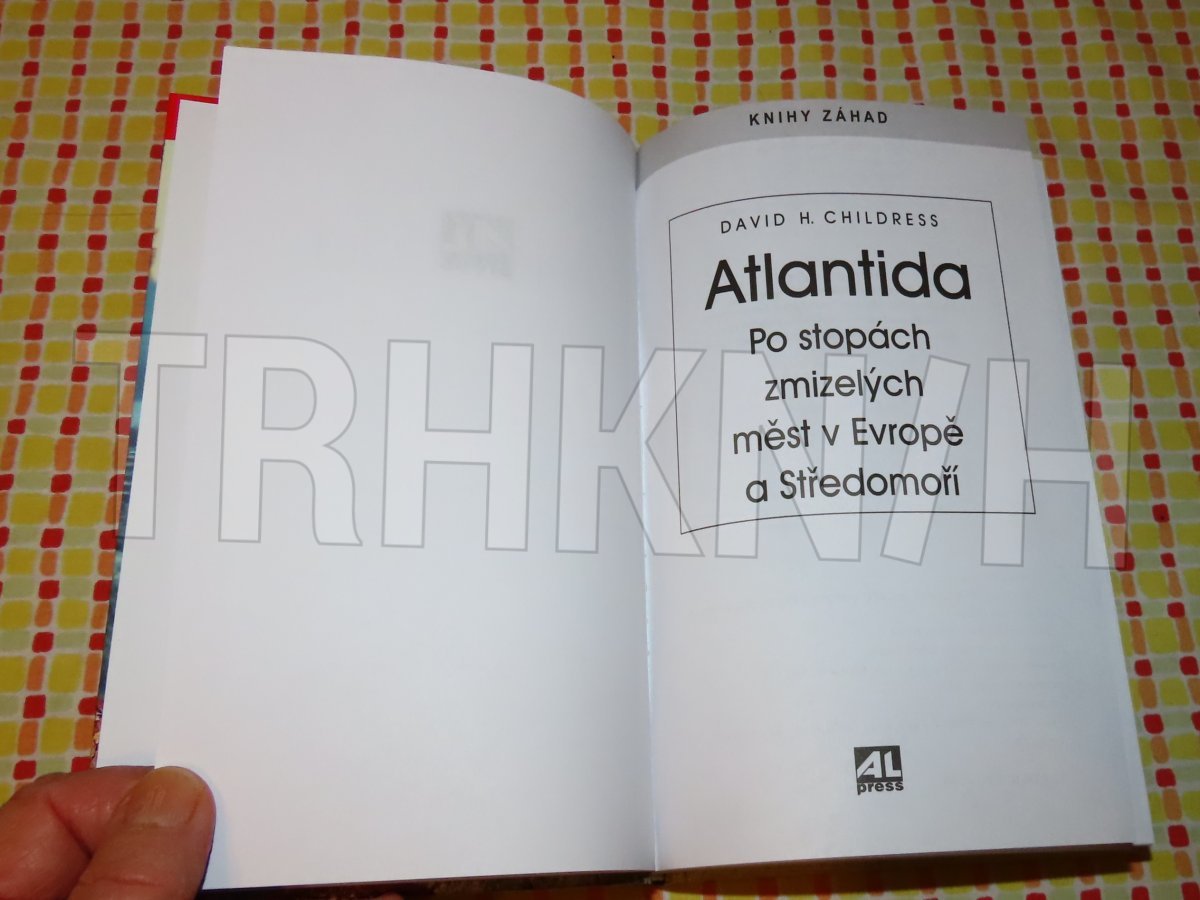 KNIHY ZÁHAD
DAVID H. CHILDRESS
Atlantida
Po stopách
zmizelých
měst v Evropě
a Středomoří
TRHKNIH
AL
press